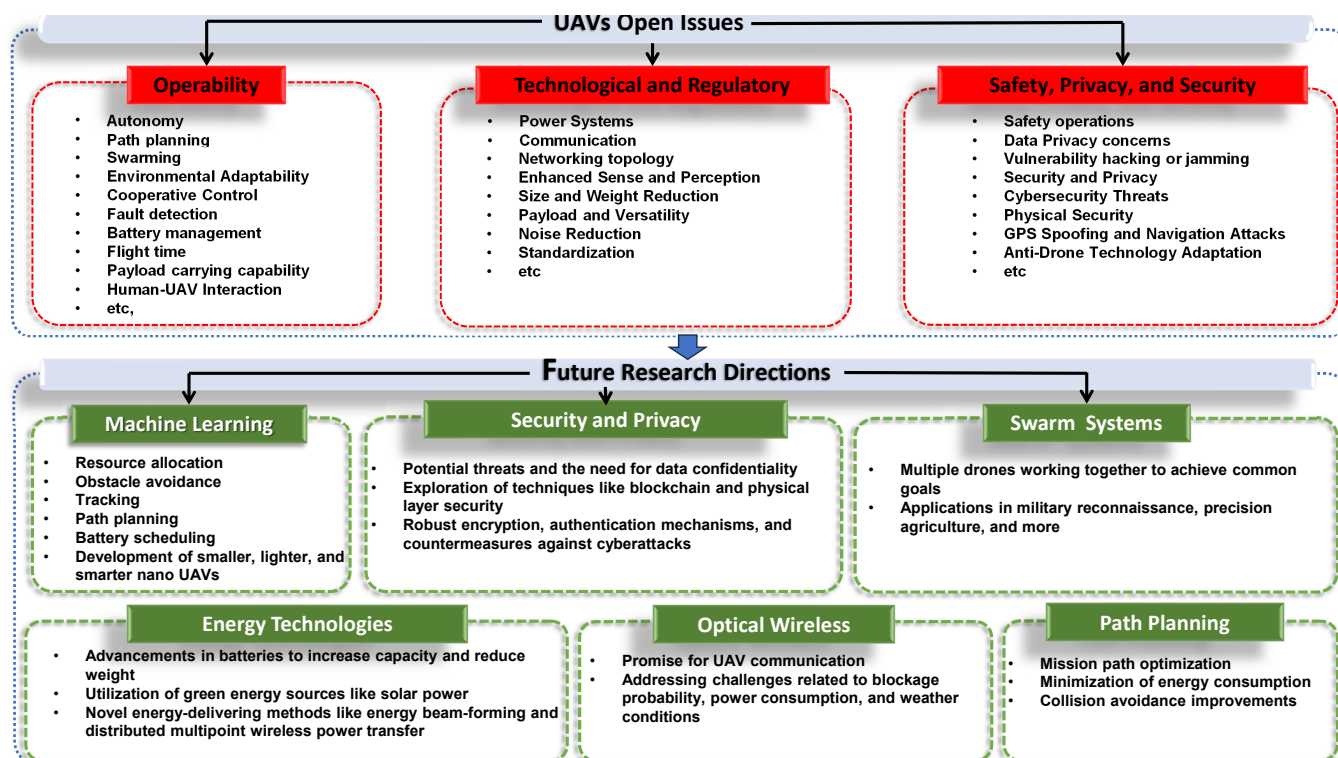 UAVs Open Issues
Operability
Autonomy
Path planning
Swarming
Environmental Adaptability
Cooperative Control
Fault detection
Battery management
Flight time
Payload carrying capability
Human-UAV Interaction
etc,
Technological and Regulatory
Power Systems
Communication
Networking topology
Enhanced Sense and Perception
Size and Weight Reduction
Payload and Versatility
Noise Reduction
Standardization
etc
Safety, Privacy, and Security
Safety operations
Data Privacy concerns
Vulnerability hacking or jamming
Security and Privacy
Cybersecurity Threats
Physical Security
GPS Spoofing and Navigation Attacks
Anti-Drone Technology Adaptation
etc
Future Research Directions
Machine Learning
Resource allocation
Obstacle avoidance
Tracking
Path planning
Battery scheduling
Development of smaller, lighter, and
smarter nano UAVs
Security and Privacy
Potential threats and the need for data confidentiality
Exploration of techniques like blockchain and physical
layer security
Robust encryption, authentication mechanisms, and
countermeasures against cyberattacks
Swarm Systems
Multiple drones working together to achieve common
goals
Applications in military reconnaissance, precision
agriculture, and more
Energy Technologies
Advancements in batteries to increase capacity and reduce
weight
Utilization of green energy sources like solar power
Novel energy-delivering methods like energy beam-forming and
distributed multipoint wireless power transfer
Optical Wireless
Promise for UAV communication
Addressing challenges related to blockage
probability, power consumption, and weather
conditions
Path Planning
Mission path optimization
Minimization of energy consumption
Collision avoidance improvements